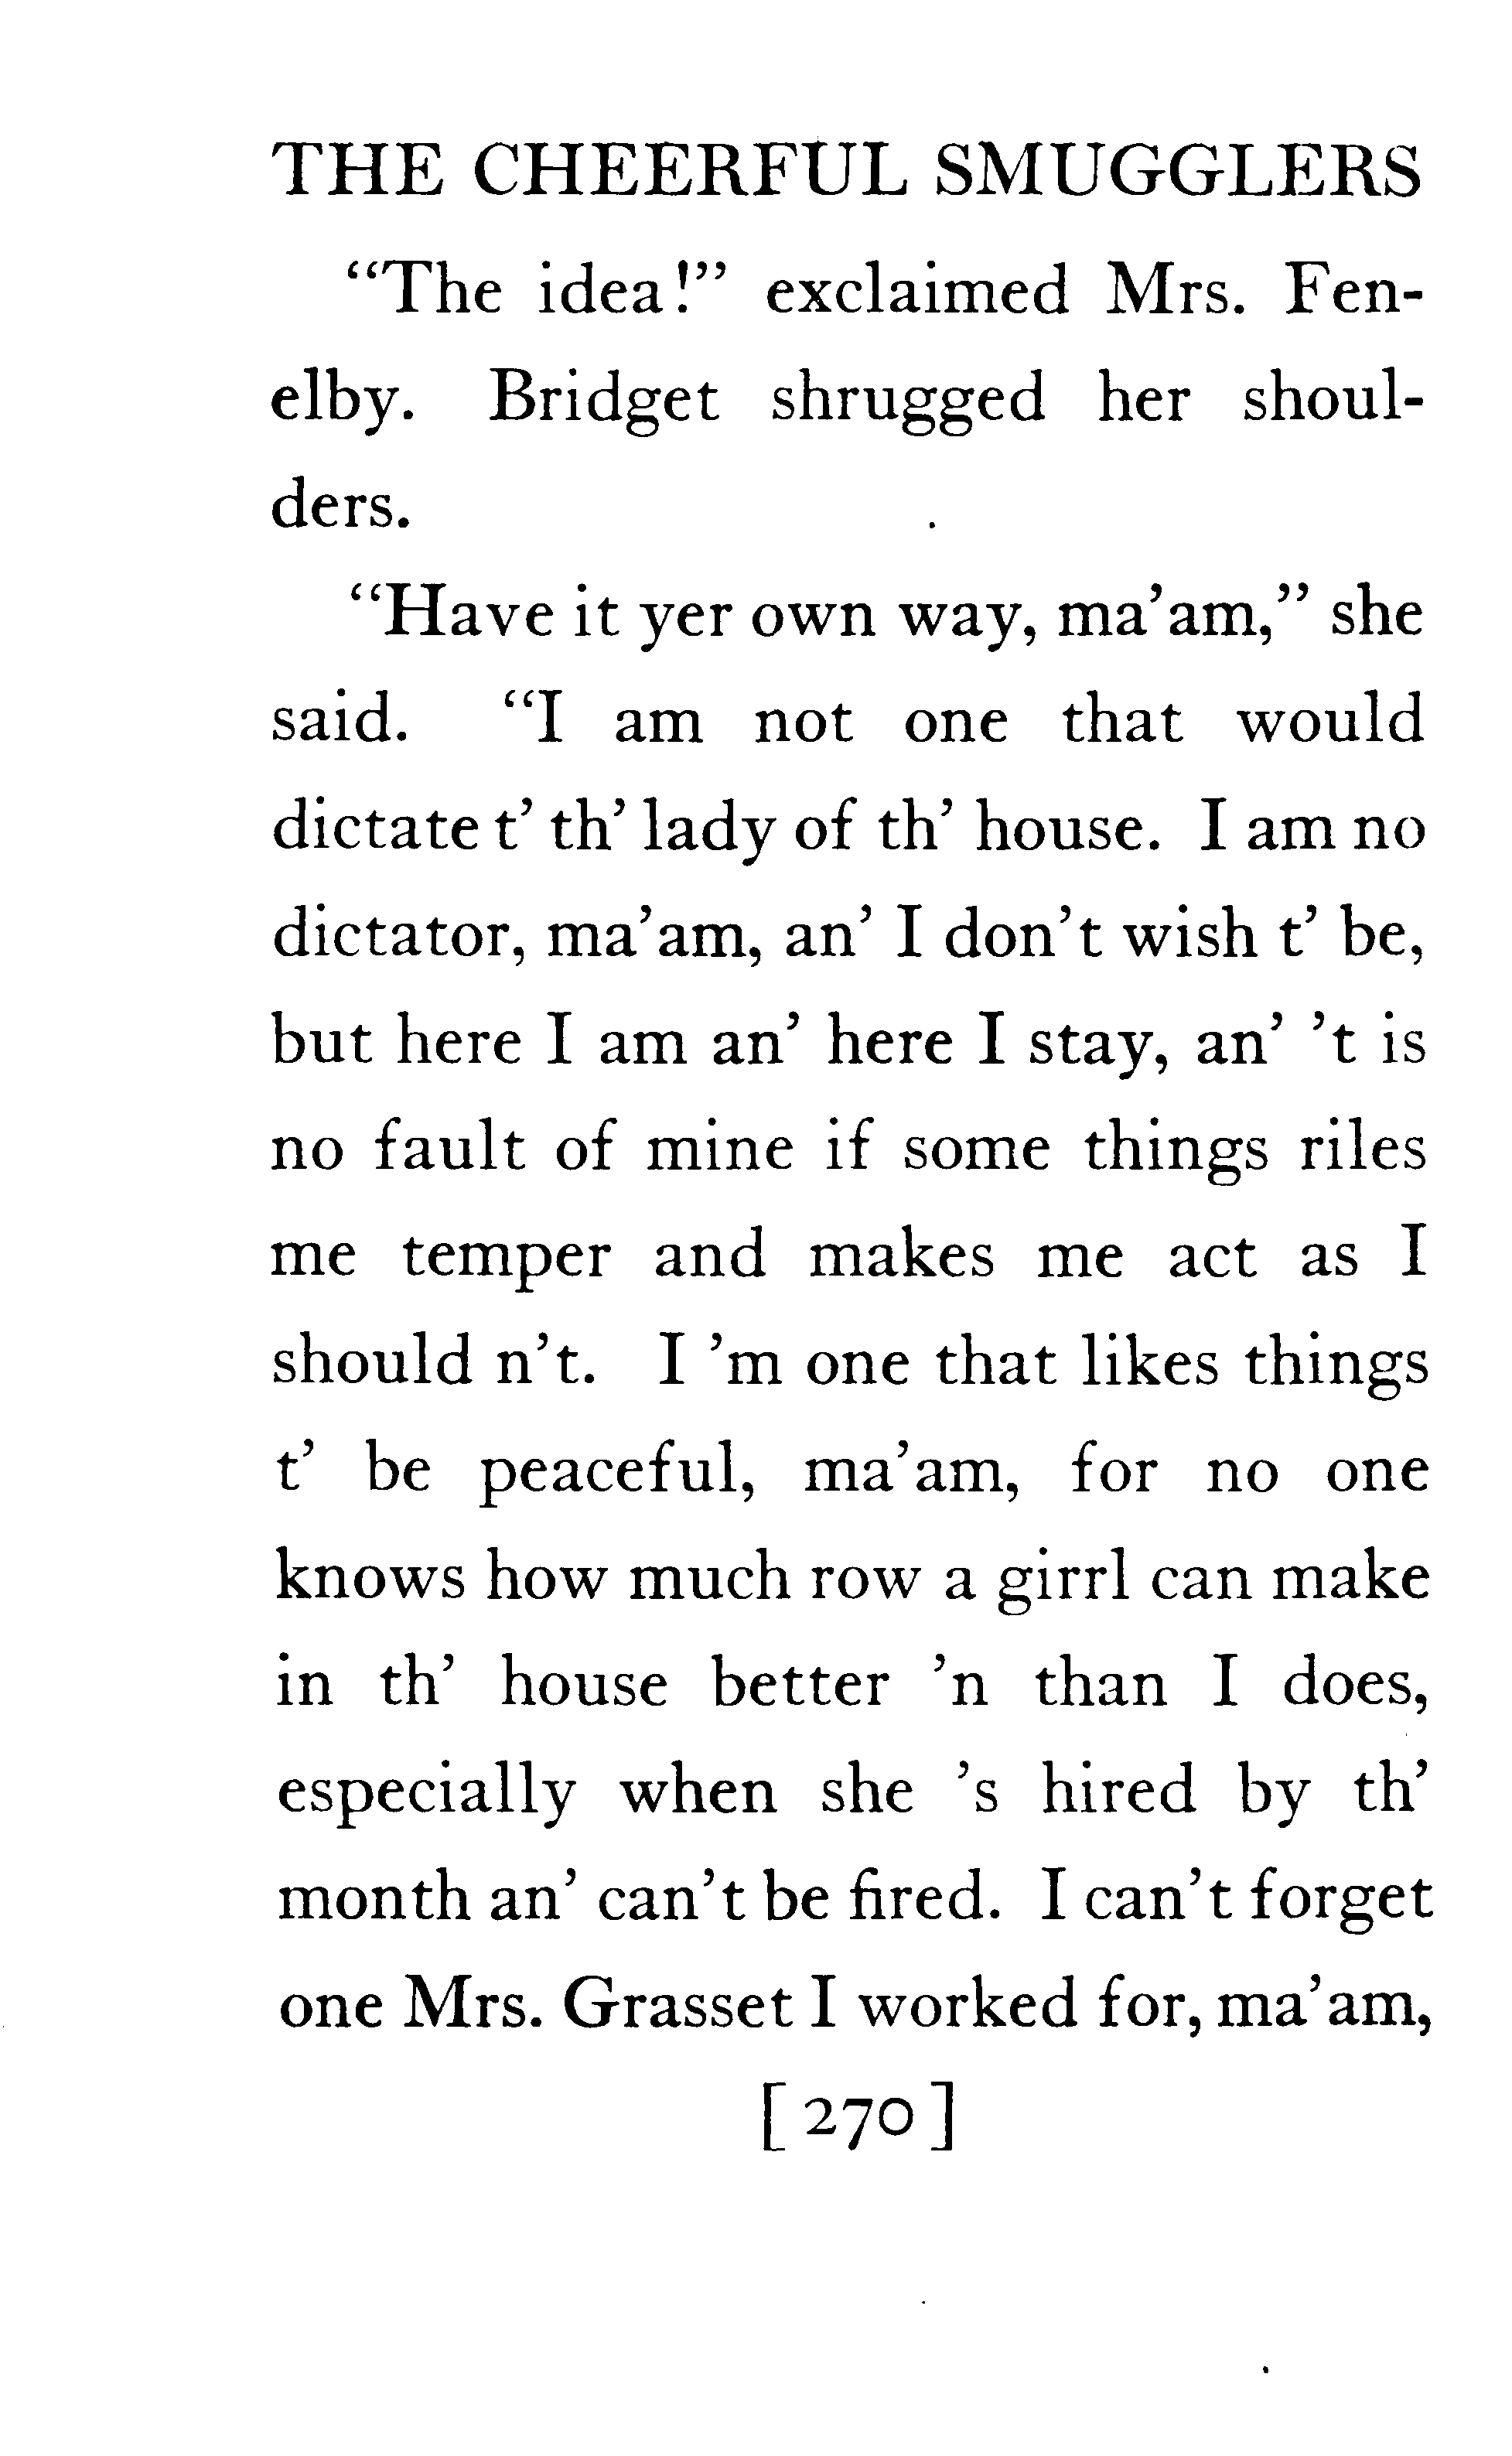 THE CHEERFUL SMUGGLERS
“The idea!” exclaimed Mrs. Fen-
elby. Bridget shrugged her shoul-
ders.
“Have it yer own way, ma’am,” she
said. “I am not one that would
dictate t’ th’ lady of th’ house. I am no
dictator, ma’am, an’ I don’t wish t’ be,
but here I am an’ here I stay, an’ ’t is
no fault of mine if some things riles
me temper and makes me act as I
should n’t. I ’m one that likes things
t’ be peaceful, ma’am, for no one
knows how much row a girrl can make
in th’ house better ’n than I does,
especially when she ’s hired by th’
month an’ can’t be fired. I can’t forget
one Mrs. Grasset I worked for, ma’am,
[270]